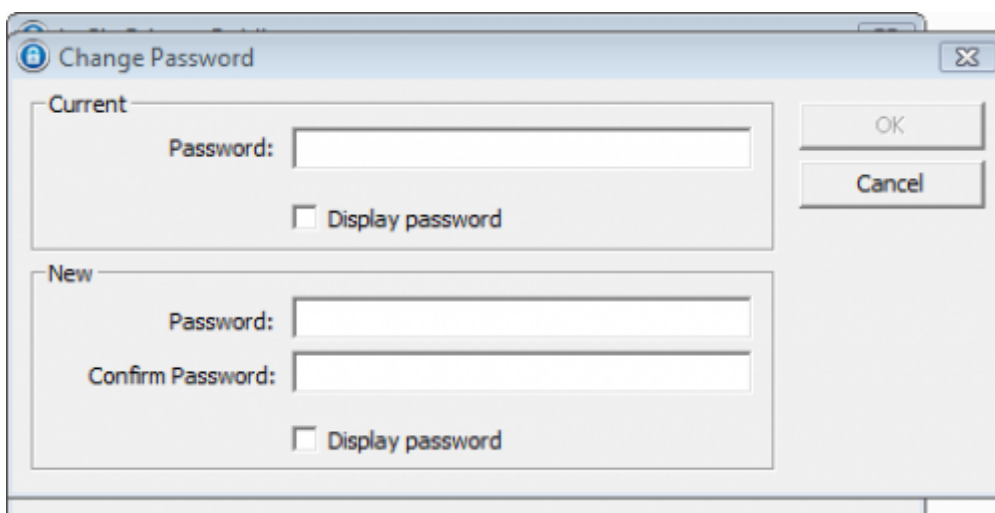 Change Password
Current
Password:
OK
Cancel
Display password
New
Password:
Confirm Password:
Display password